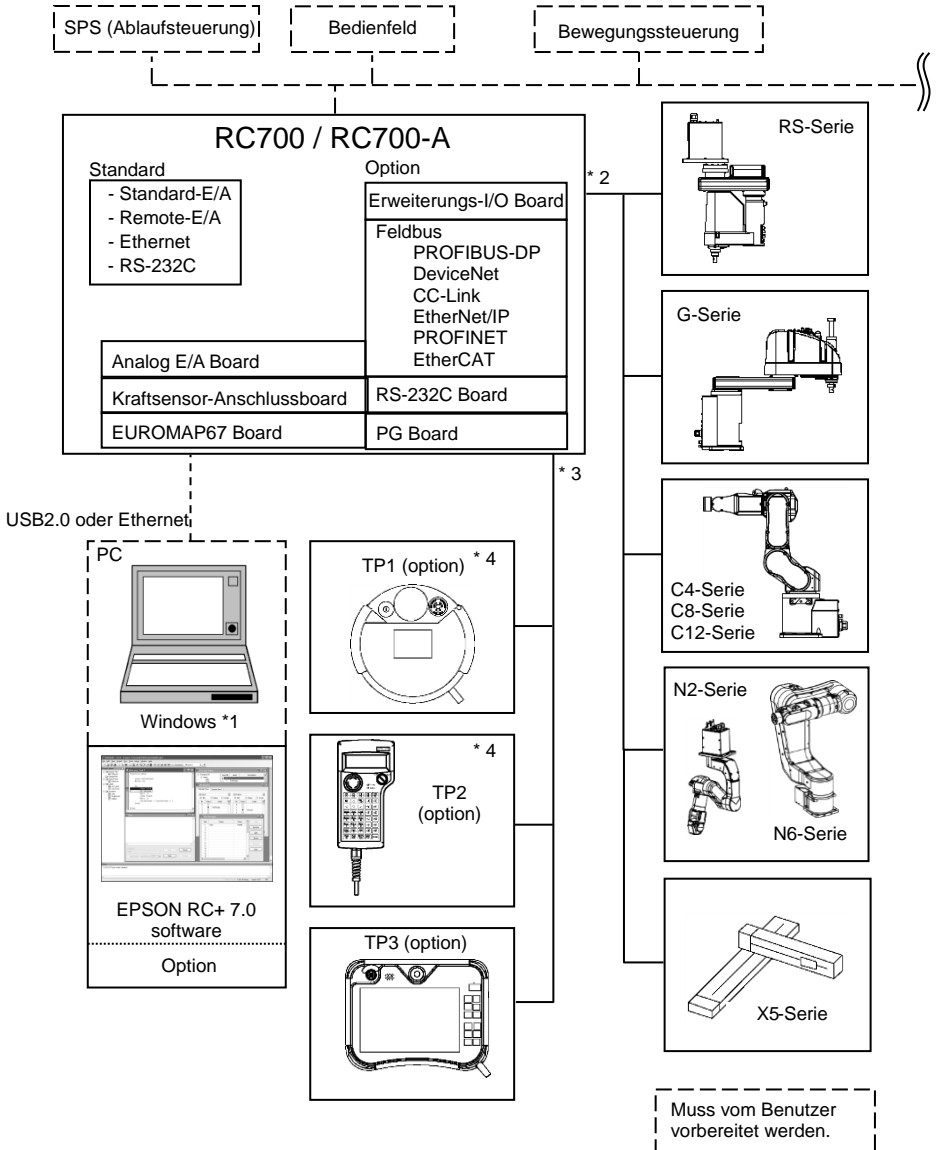 SPS (Ablaufsteuerung)
Bedienfeld
Bewegungssteuerung
RC700 / RC700-A
Standard
- Standard-E/A
- Remote-E/A
- Ethernet
- RS-232C
Option
Erweiterungs-I/O Board
Feldbus
PROFIBUS-DP
DeviceNet
CC-Link
EtherNet/IP
PROFINET
EtherCAT
Analog E/A Board
Kraftsensor-Anschlussboard
RS-232C Board
EUROMAP67 Board
PG Board
* 2
* 3
RS-Serie
G-Serie
C4-Serie
C8-Serie
C12-Serie
N2-Serie
N6-Serie
X5-Serie
USB2.0 oder Ethernet
PC
Windows *1
EPSON RC+ 7.0
software
Option
TP1 (option)
* 4
* 4
TP2
(option)
TP3 (option)
Muss vom Benutzer
vorbereitet werden.